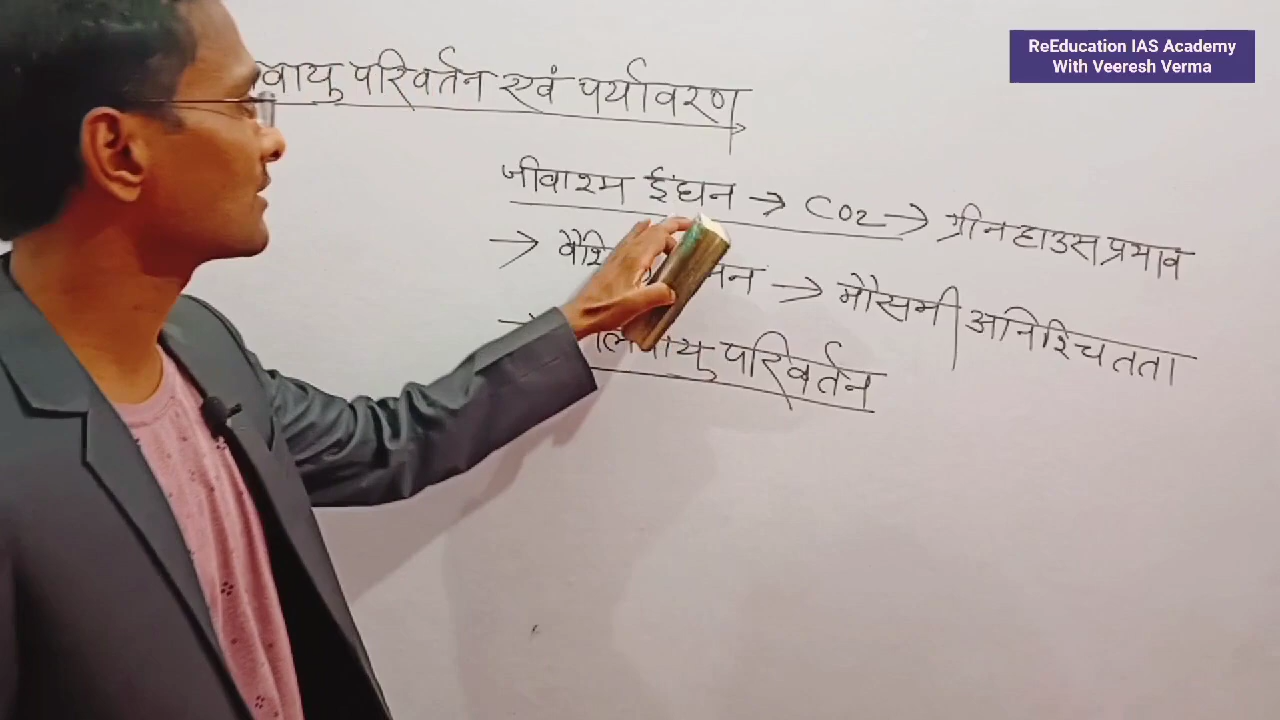 ReEducation IAS Academy
With Veeresh Verma
वायु परिवर्तन एवं पर्यावरण
जीवाश्म ईंधन → CO2 → ग्रीनहाउस प्रभाव
→ → मौसमी अनिश्चितता
परिवर्तन